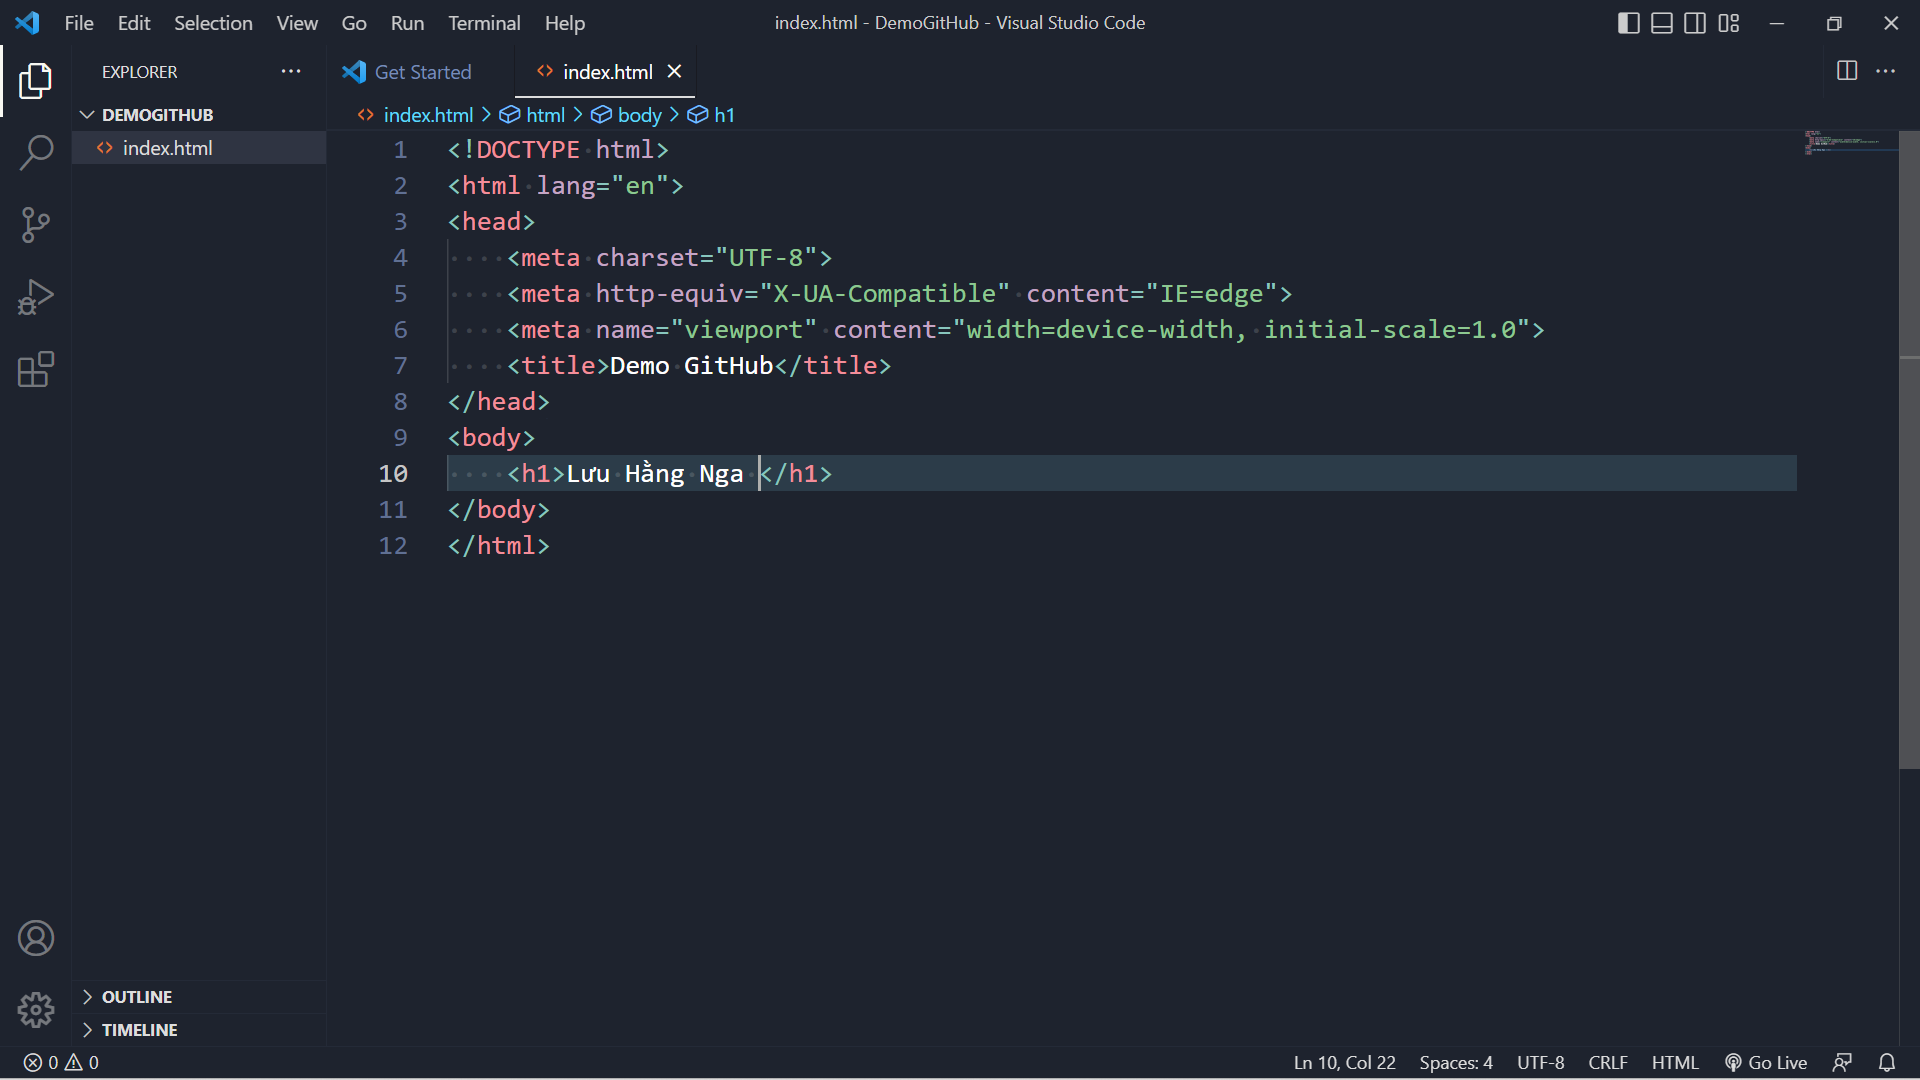 File Edit Selection View Go Run Terminal Help index.html - DemoGitHub - Visual Studio Code
EXPLORER
Get Started index.html
DEMOGITHUB
index.html
index.html > html > body > h1
1 <!DOCTYPE html>
2 <html lang="en">
3 <head>
4 <meta charset="UTF-8">
5 <meta http-equiv="X-UA-Compatible" content="IE=edge">
6 <meta name="viewport" content="width=device-width, initial-scale=1.0">
7 <title>Demo GitHub</title>
8 </head>
9 <body>
10 <h1>Lưu Hằng Nga </h1>
11 </body>
12 </html>
OUTLINE
TIMELINE
0 0 Ln 10, Col 22 Spaces: 4 UTF-8 CRLF HTML Go Live